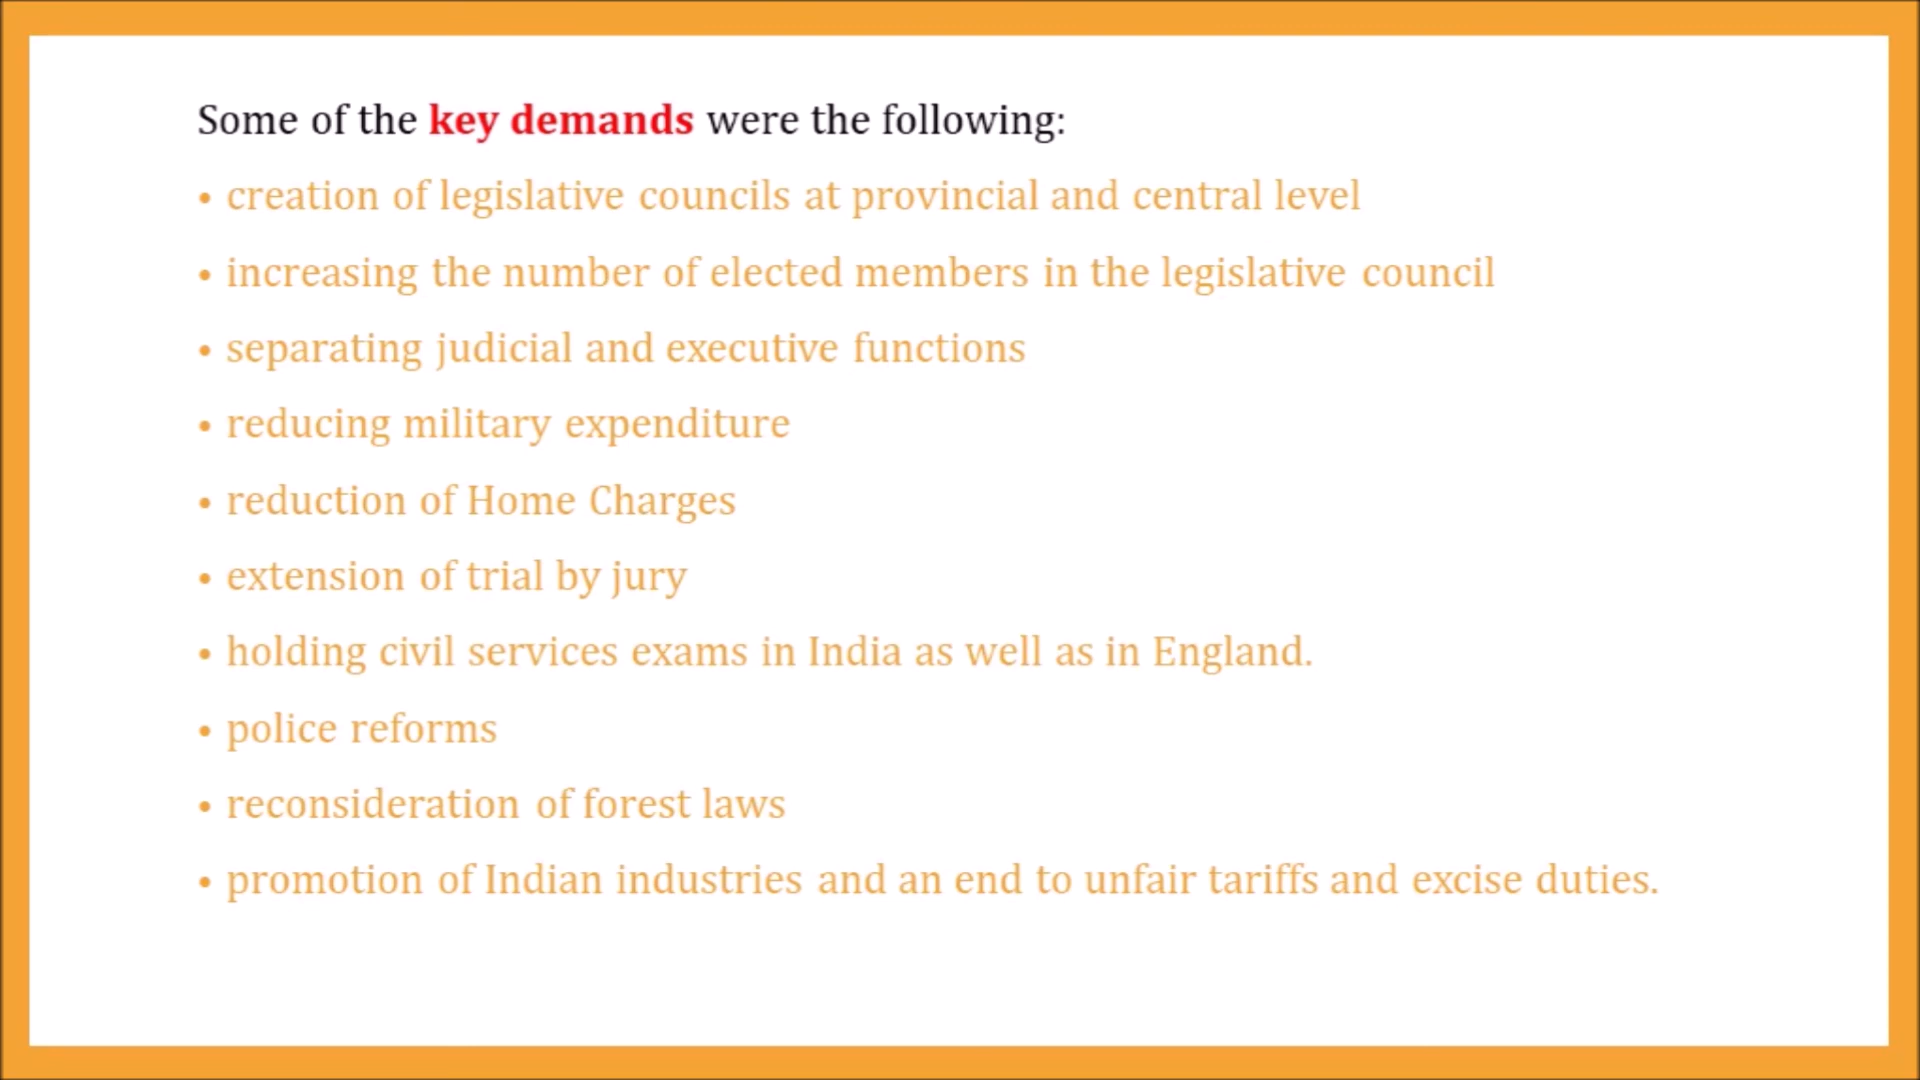 Some of the key demands were the following:
• creation of legislative councils at provincial and central level
• increasing the number of elected members in the legislative council
• separating judicial and executive functions
• reducing military expenditure
• reduction of Home Charges
• extension of trial by jury
• holding civil services exams in India as well as in England.
• police reforms
• reconsideration of forest laws
• promotion of Indian industries and an end to unfair tariffs and excise duties.